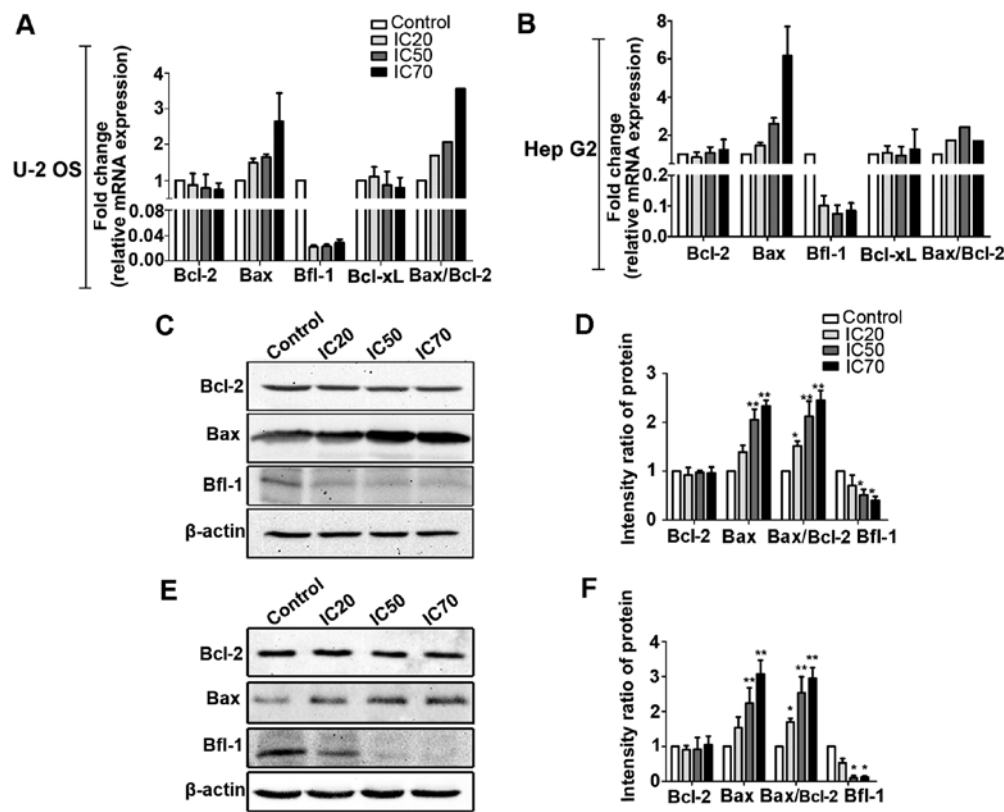 A
U-2 OS
Fold change
(relative mRNA expression)
4
3
2
1
0.08
0.04
0.00
Control
IC20
IC50
IC70
Bcl-2 Bax Bfl-1 Bcl-xL Bax/Bcl-2
B
Hep G2
Fold change
(relative mRNA expression)
8
6
4
2
0.2
0.1
0.0
Bcl-2 Bax Bfl-1 Bcl-xL Bax/Bcl-2
C
Control IC20 IC50 IC70
Bcl-2
Bax
Bfl-1
β-actin
D
Control
IC20
IC50
IC70
Intensity ratio of protein
3
2
1
0
** ** * ** ** * *
Bcl-2 Bax Bax/Bcl-2 Bfl-1
E
Control IC20 IC50 IC70
Bcl-2
Bax
Bfl-1
β-actin
F
Intensity ratio of protein
4
3
2
1
0
** ** * ** ** * *
Bcl-2 Bax Bax/Bcl-2 Bfl-1